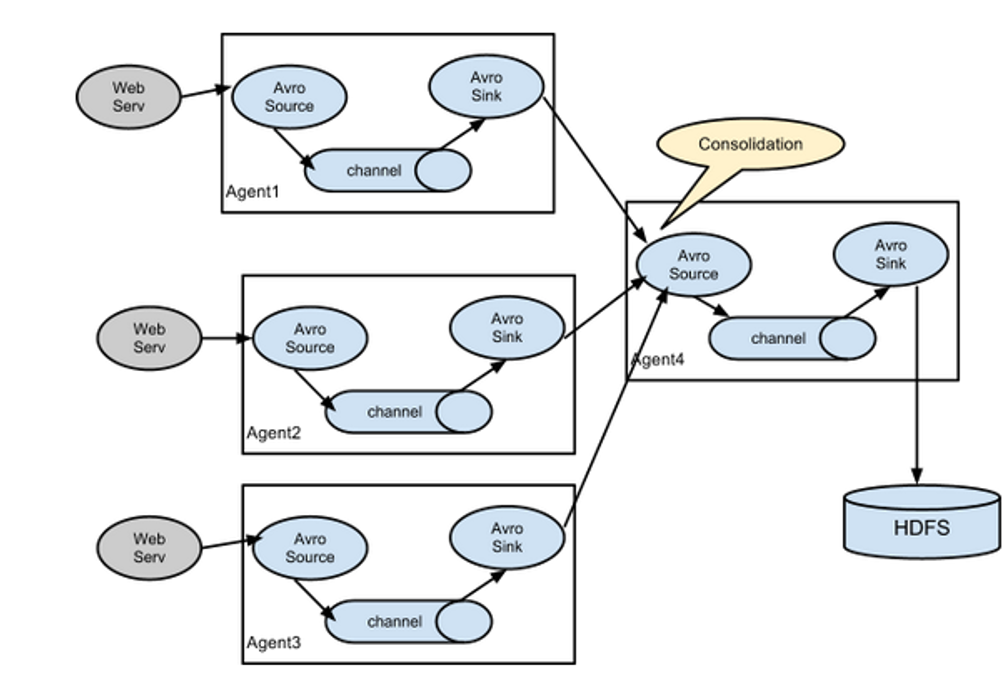 Web
Serv
Avro
Source
Avro
Sink
channel
Agent1
Consolidation
Web
Serv
Avro
Source
Avro
Sink
channel
Agent2
Avro
Source
Avro
Sink
channel
Agent4
Web
Serv
Avro
Source
Avro
Sink
channel
Agent3
HDFS